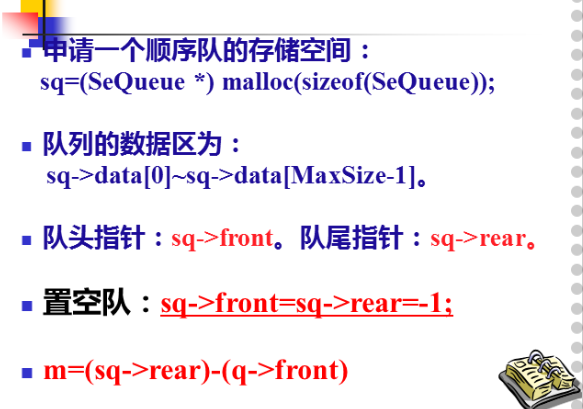 申请一个顺序队的存储空间：
sq=(SeQueue *) malloc(sizeof(SeQueue));
队列的数据区为：
sq->data[0]~sq->data[MaxSize-1]。
队头指针：sq->front。队尾指针：sq->rear。
置空队：sq->front=sq->rear=-1;
m=(sq->rear)-(q->front)